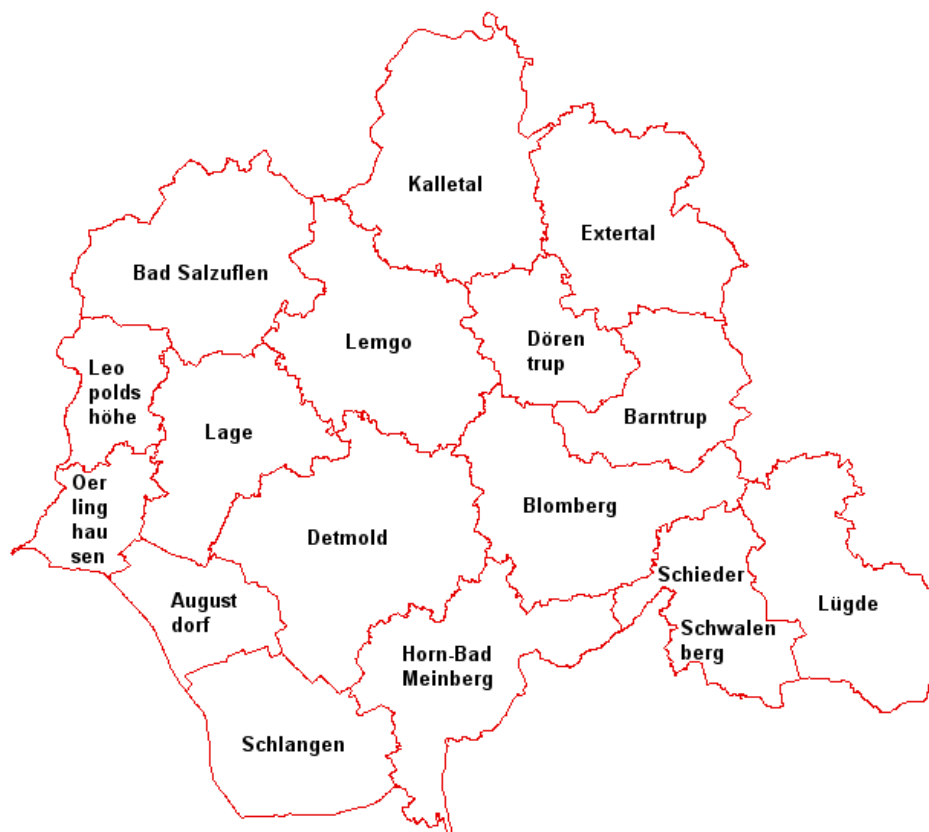 Kalletal
Extertal
Bad Salzuflen
Lemgo
Dören
trup
Leo
polds
höhe
Barntrup
Lage
Oer
ling
hau
sen
Blomberg
Detmold
Schieder
Schwalen
berg
Lügde
August
dorf
Horn-Bad
Meinberg
Schlangen